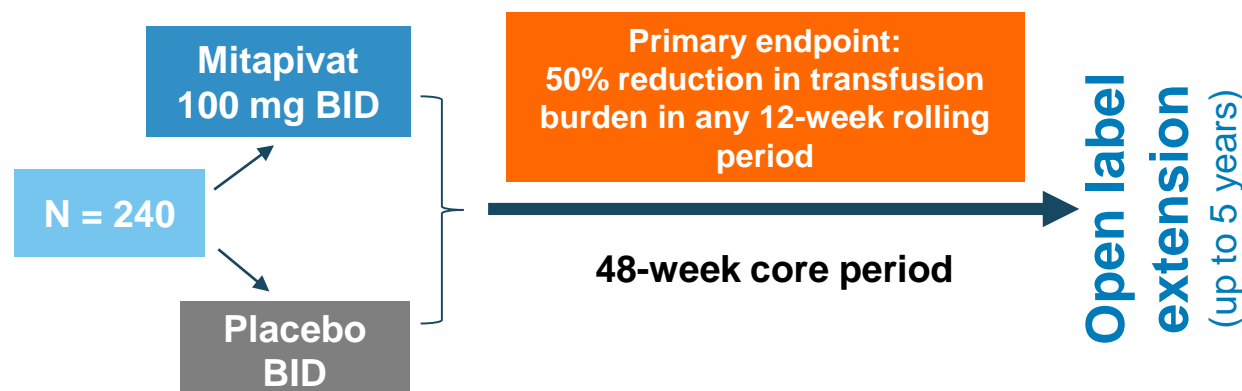 Mitapivat
100 mg BID
Primary endpoint:
50% reduction in transfusion
burden in any 12-week rolling
period
N = 240
48-week core period
Placebo
BID
Open label
extension
(up to 5 years)